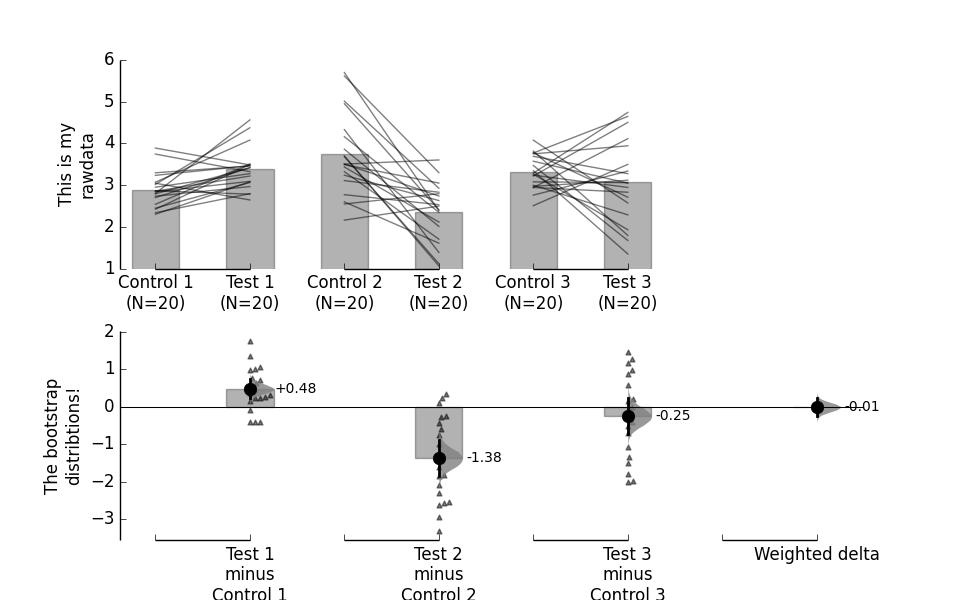 This is my
rawdata
6
5
4
3
2
1
Control 1
(N=20)
Test 1
(N=20)
Control 2
(N=20)
Test 2
(N=20)
Control 3
(N=20)
Test 3
(N=20)
The bootstrap
distribtions!
2
1
0
−1
−2
−3
+0.48
-1.38
-0.25
-0.01
Test 1
minus
Control 1
Test 2
minus
Control 2
Test 3
minus
Control 3
Weighted delta